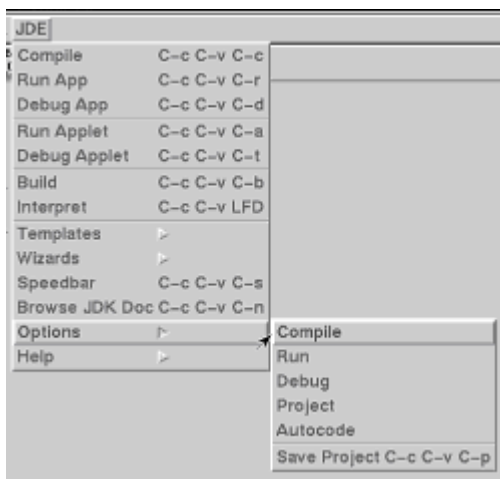 JDE
Compile C-c C-v C-c
Run App C-c C-v C-r
Debug App C-c C-v C-d
Run Applet C-c C-v C-a
Debug Applet C-c C-v C-t
Build C-c C-v C-b
Interpret C-c C-v LFD
Templates
Wizards
Speedbar C-c C-v C-s
Browse JDK Doc C-c C-v C-n
Options
Help
Compile
Run
Debug
Project
Autocode
Save Project C-c C-v C-p